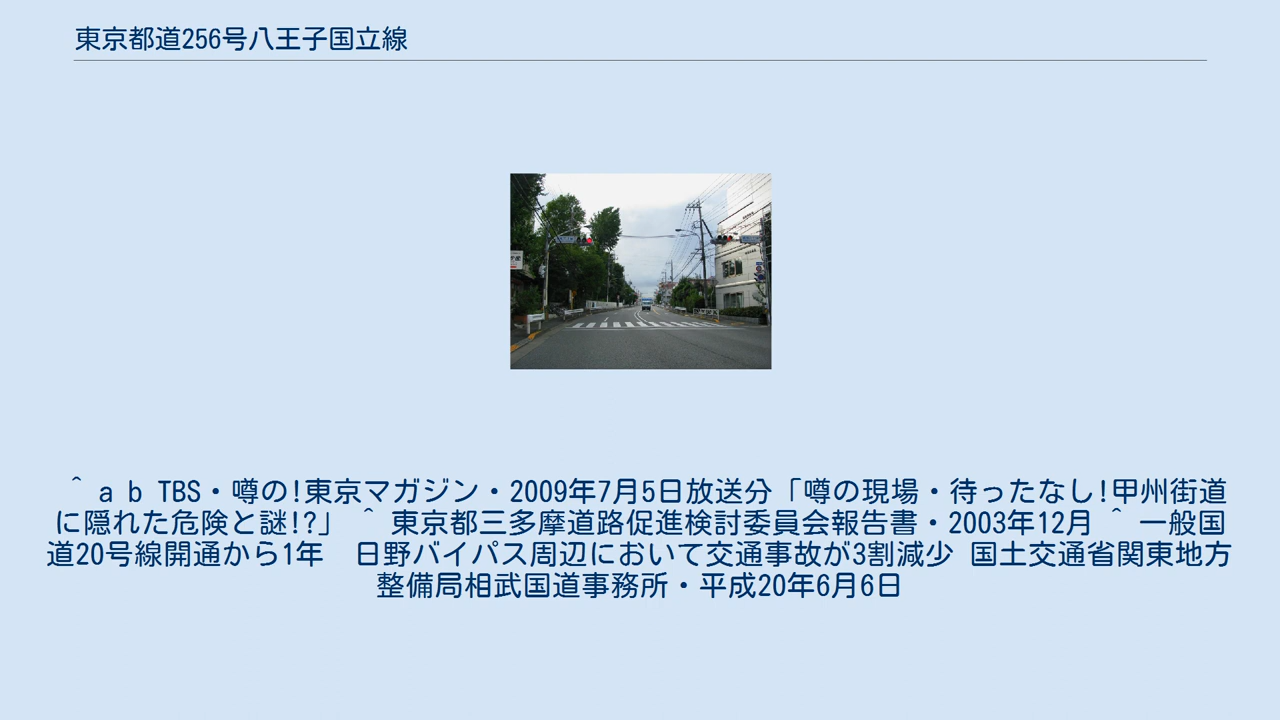 東京都道256号八王子国立線
^ a b TBS・噂の!東京マガジン・2009年7月5日放送分「噂の現場・待ったなし!甲州街道
に隠れた危険と謎!?」 ^ 東京都三多摩道路促進検討委員会報告書・2003年12月 ^ 一般国
道20号線開通から1年　日野バイパス周辺において交通事故が3割減少 国土交通省関東地方
整備局相武国道事務所・平成20年6月6日